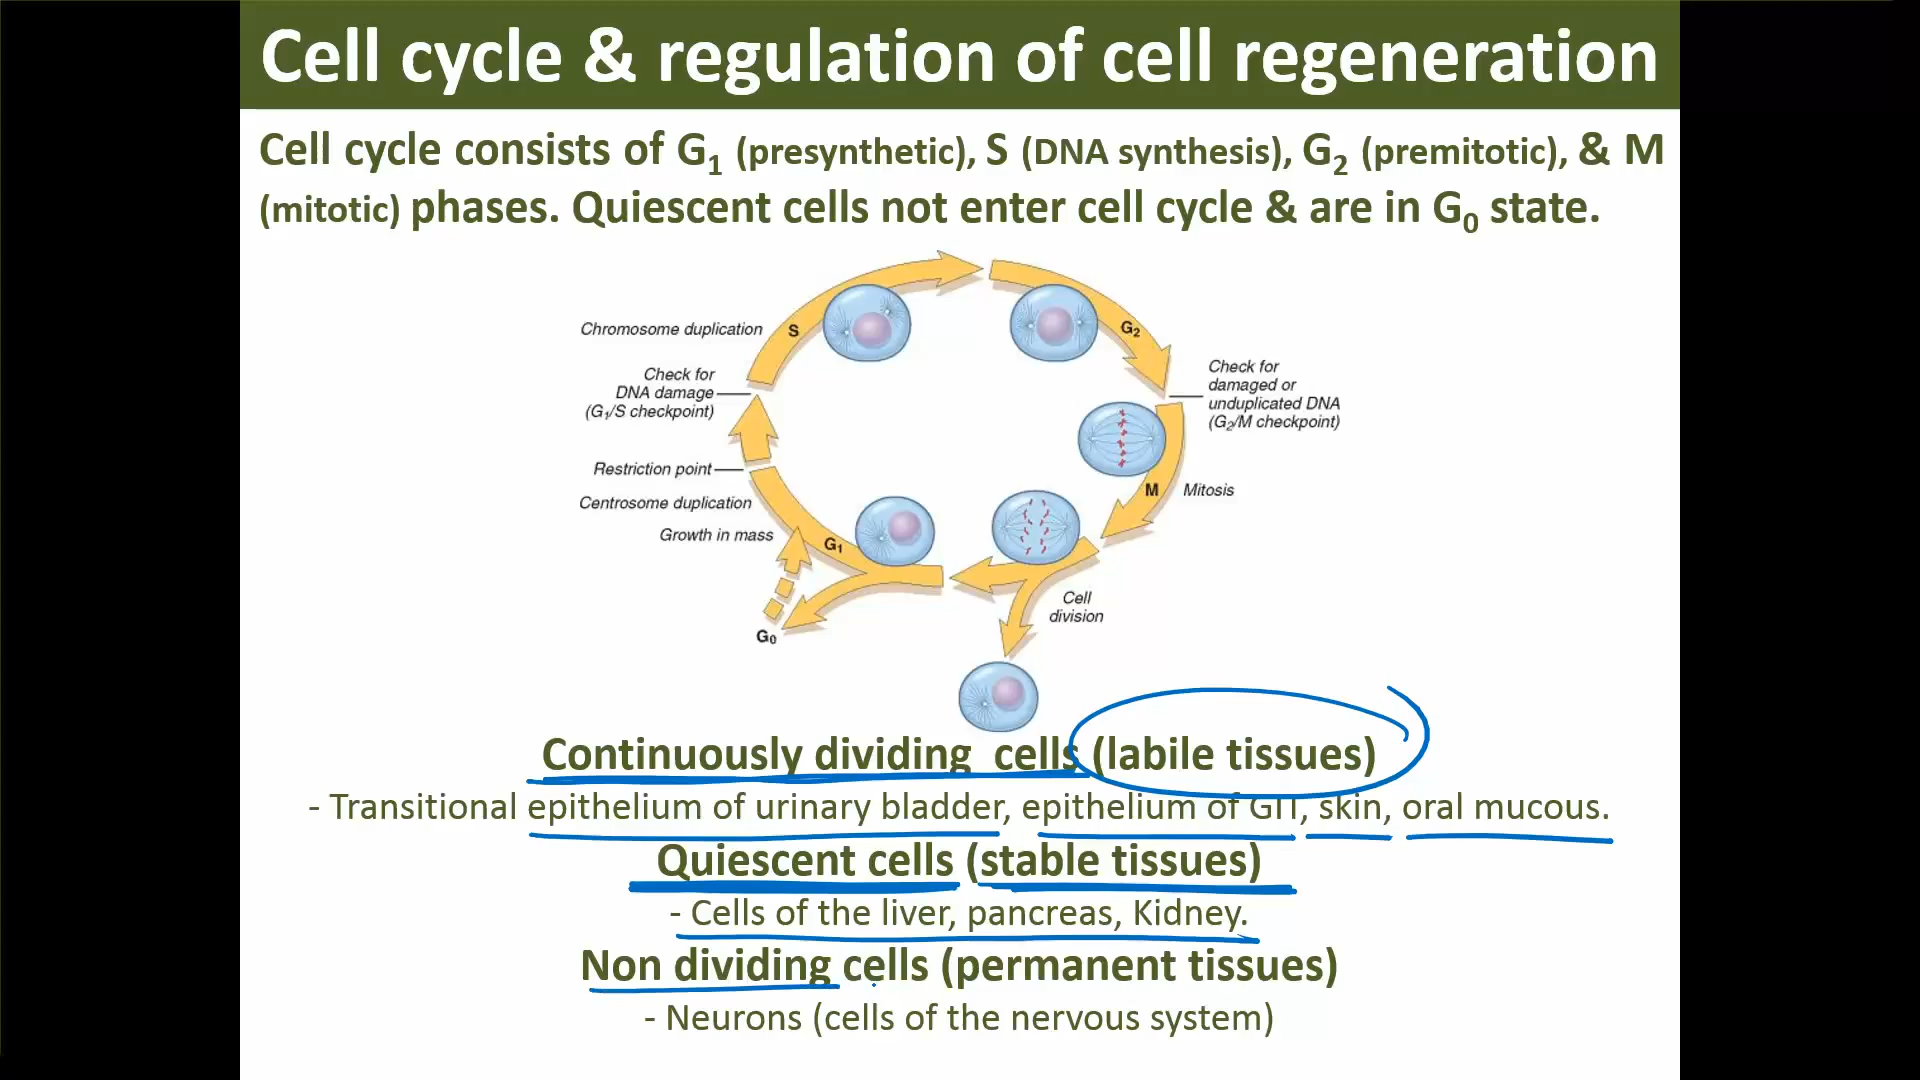 Cell cycle & regulation of cell regeneration
Cell cycle consists of G1 (presynthetic), S (DNA synthesis), G2 (premitotic), & M
(mitotic) phases. Quiescent cells not enter cell cycle & are in G0 state.
Chromosome duplication
S
G2
Check for
DNA damage
(G1/S checkpoint)
Check for
damaged or
unduplicated DNA
(G2/M checkpoint)
Restriction point
M
Mitosis
Centrosome duplication
Growth in mass
G1
Cell
division
G0
Continuously dividing cells (labile tissues)
- Transitional epithelium of urinary bladder, epithelium of GIT, skin, oral mucous.
Quiescent cells (stable tissues)
- Cells of the liver, pancreas, Kidney.
Non dividing cells (permanent tissues)
- Neurons (cells of the nervous system)